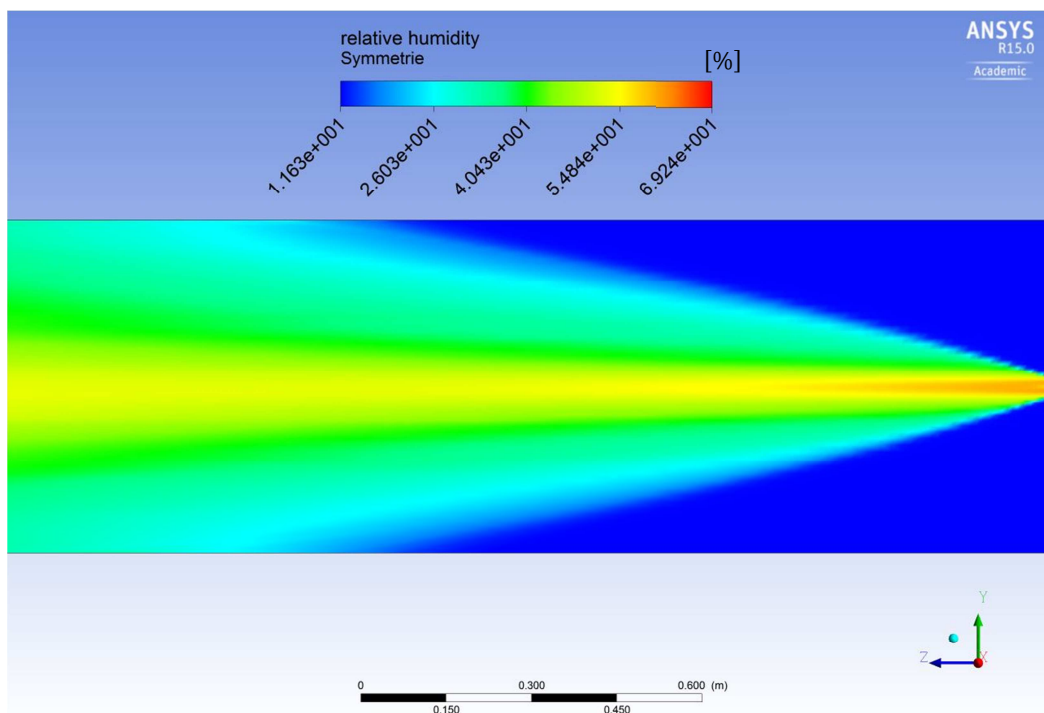 relative humidity
Symmetrie
[%]
ANSYS
R15.0
Academic
1.163e+001
2.603e+001
4.043e+001
5.484e+001
6.924e+001
Y
Z
X
0
0.300
0.600 (m)
0.150
0.450